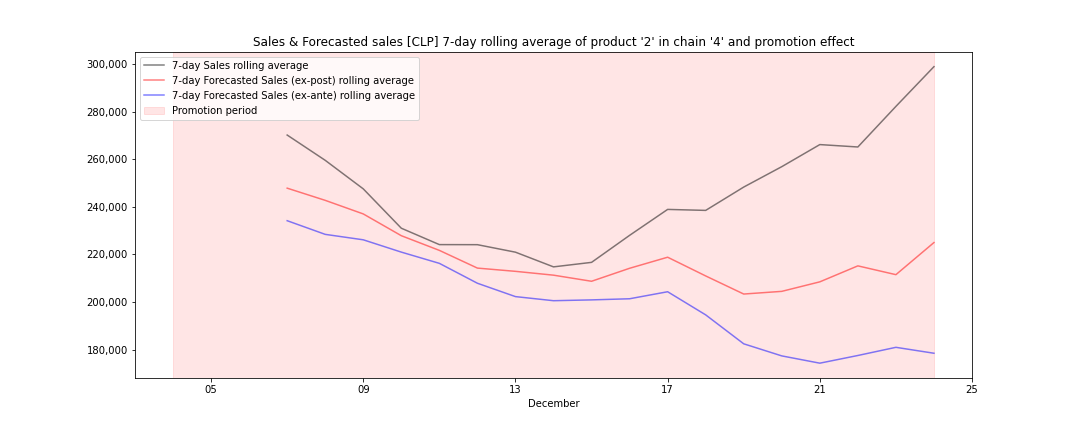 Sales & Forecasted sales [CLP] 7-day rolling average of product '2' in chain '4' and promotion effect
7-day Sales rolling average
7-day Forecasted Sales (ex-post) rolling average
7-day Forecasted Sales (ex-ante) rolling average
Promotion period
300,000
280,000
260,000
240,000
220,000
200,000
180,000
05 09 13 17 21 25
December